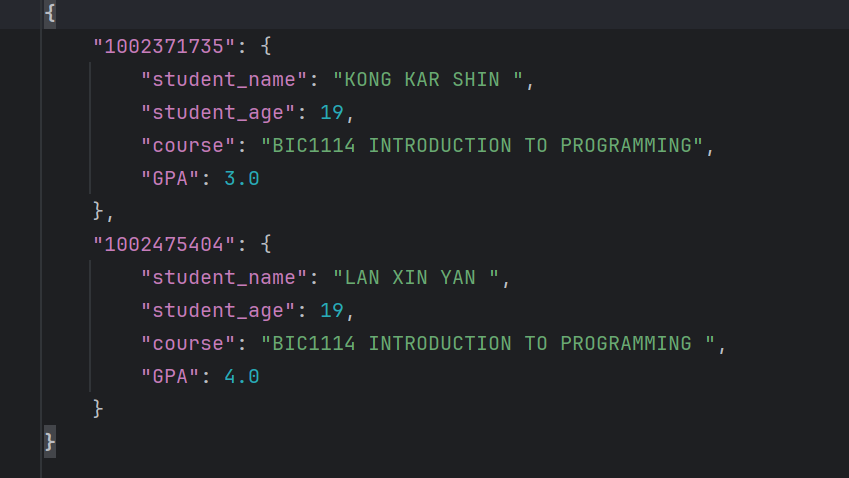 {
    "1002371735": {
        "student_name": "KONG KAR SHIN ",
        "student_age": 19,
        "course": "BIC1114 INTRODUCTION TO PROGRAMMING",
        "GPA": 3.0
    },
    "1002475404": {
        "student_name": "LAN XIN YAN ",
        "student_age": 19,
        "course": "BIC1114 INTRODUCTION TO PROGRAMMING ",
        "GPA": 4.0
    }
}